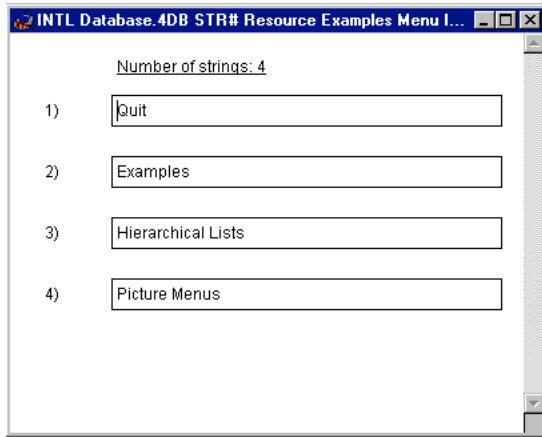 INTL Database.4DB STR# Resource Examples Menu I...
Number of strings: 4
1) Quit
2) Examples
3) Hierarchical Lists
4) Picture Menus